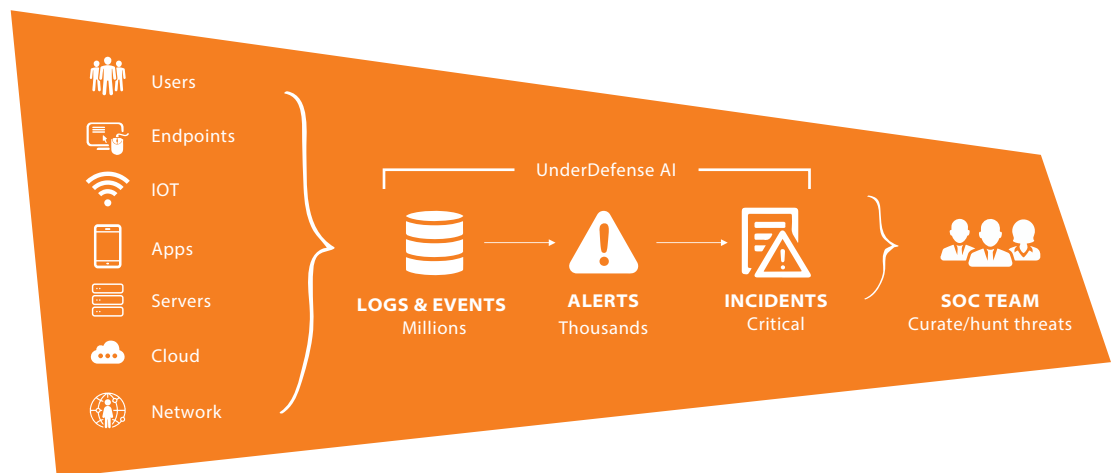 Users
Endpoints
IOT
Apps
Servers
Cloud
Network
UnderDefense AI
LOGS & EVENTS
Millions
ALERTS
Thousands
INCIDENTS
Critical
SOC TEAM
Curate/hunt threats